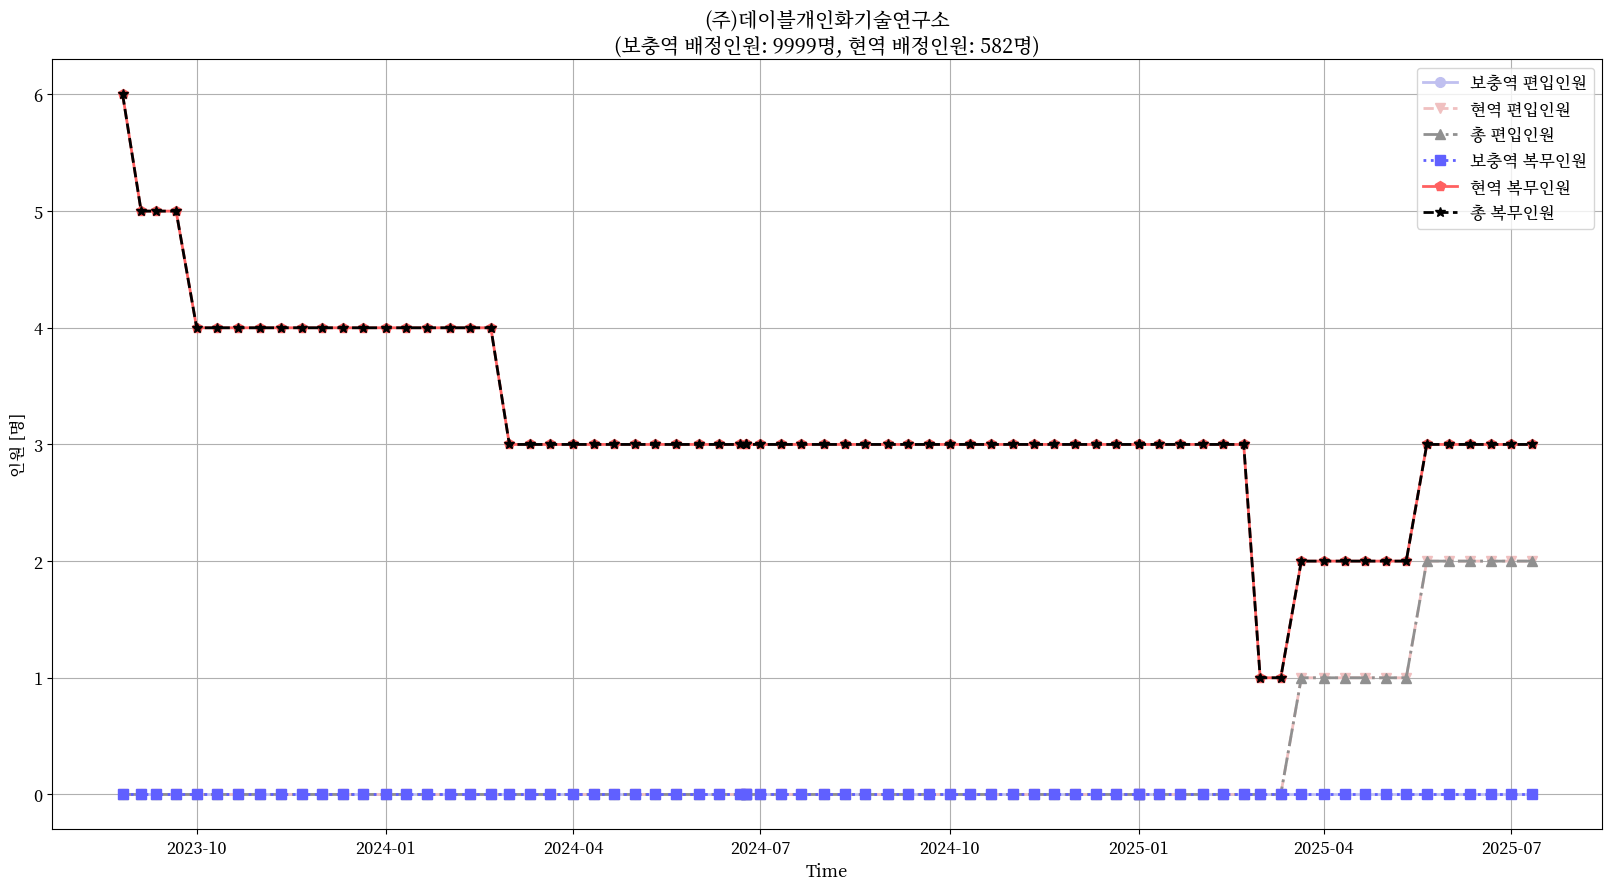 (주)데이블개인화기술연구소
(보충역 배정인원: 9999명, 현역 배정인원: 582명)
보충역 편입인원
현역 편입인원
총 편입인원
보충역 복무인원
현역 복무인원
총 복무인원
인원 [명]
6
5
4
3
2
1
0
2023-10
2024-01
2024-04
2024-07
2024-10
2025-01
2025-04
2025-07
Time